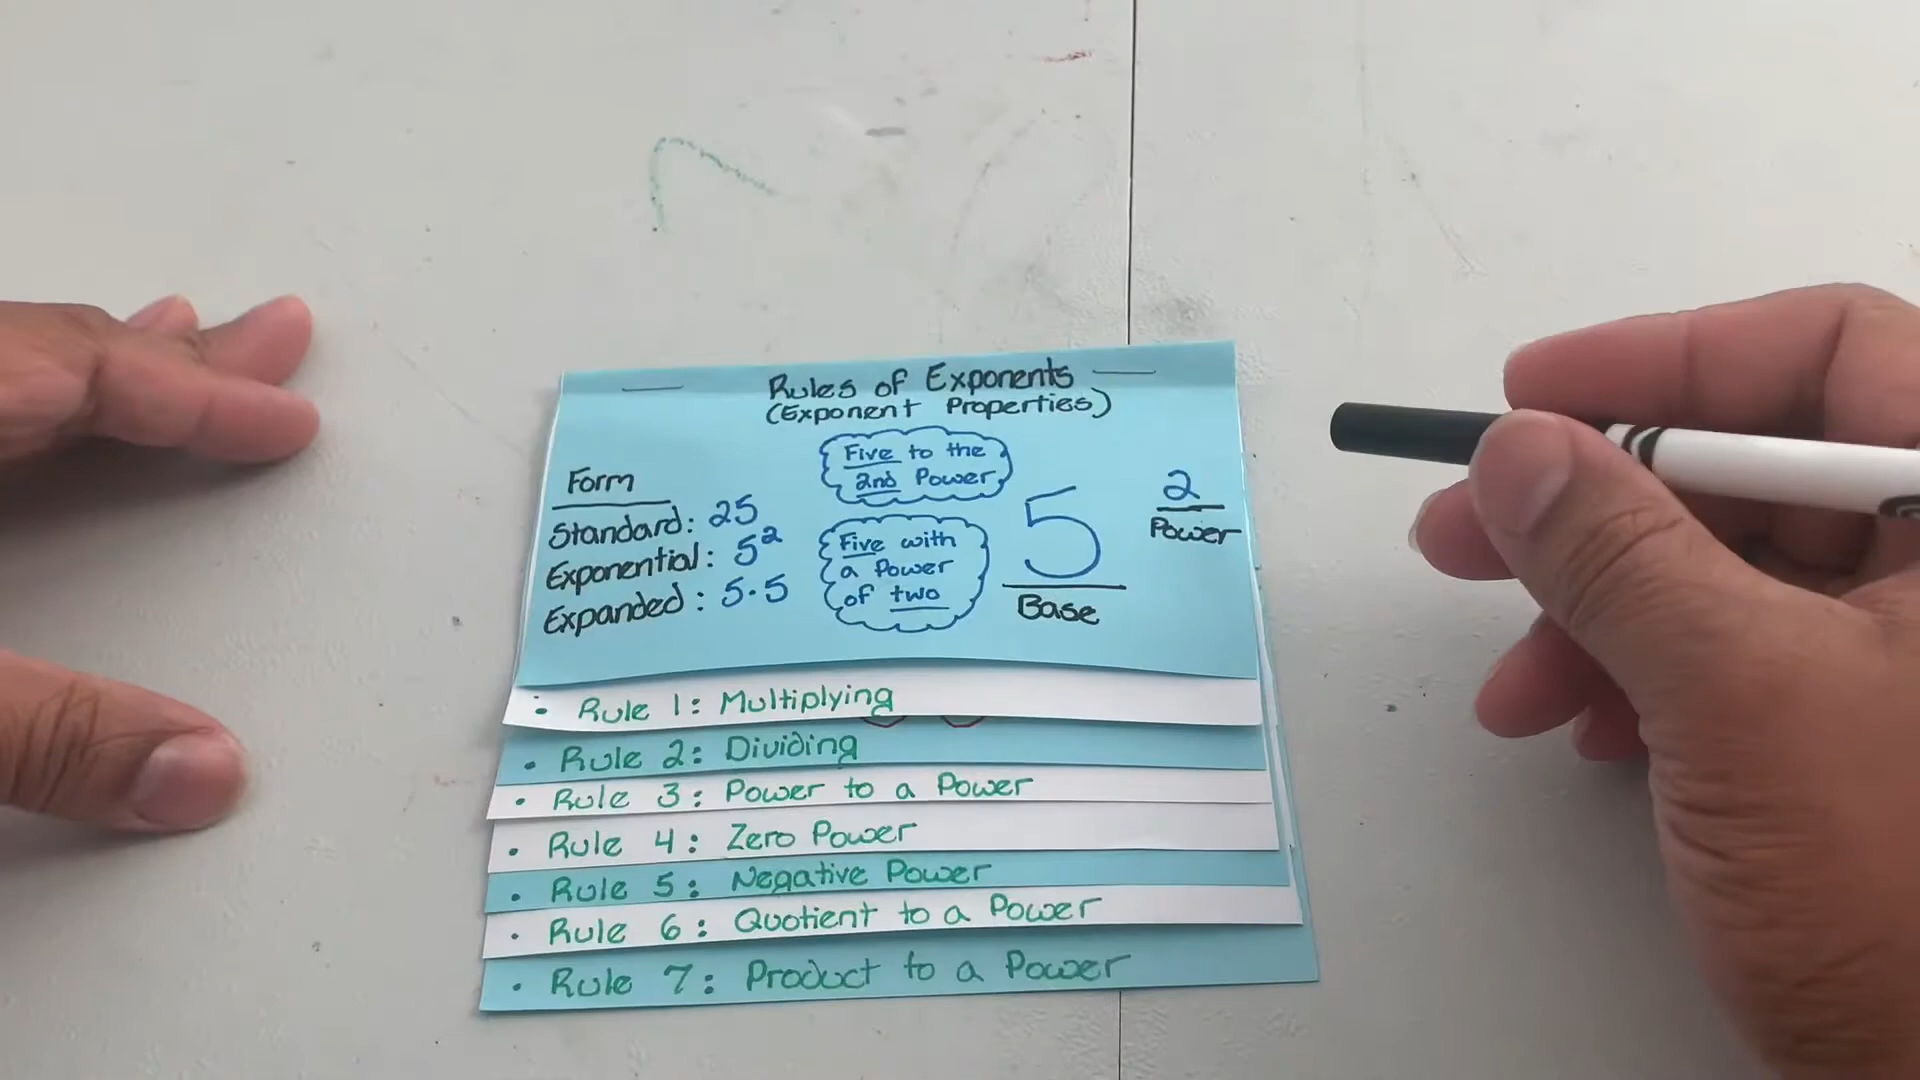 Rules of Exponents
(Exponent Properties)
Form
Standard: 25
Exponential: 5²
Expanded: 5·5
Five to the
2nd Power
Five with
a Power
of two
5
Base
2
Power
• Rule 1: Multiplying
• Rule 2: Dividing
• Rule 3: Power to a Power
• Rule 4: Zero Power
• Rule 5: Negative Power
• Rule 6: Quotient to a Power
• Rule 7: Product to a Power